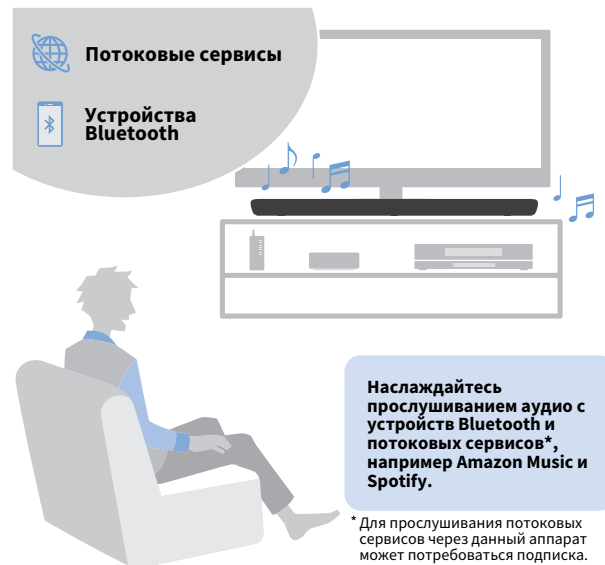 Потоковые сервисы
Устройства
Bluetooth
Наслаждайтесь
прослушиванием аудио с
устройств Bluetooth и
потоковых сервисов*,
например Amazon Music и
Spotify.
* Для прослушивания потоковых
сервисов через данный аппарат
может потребоваться подписка.